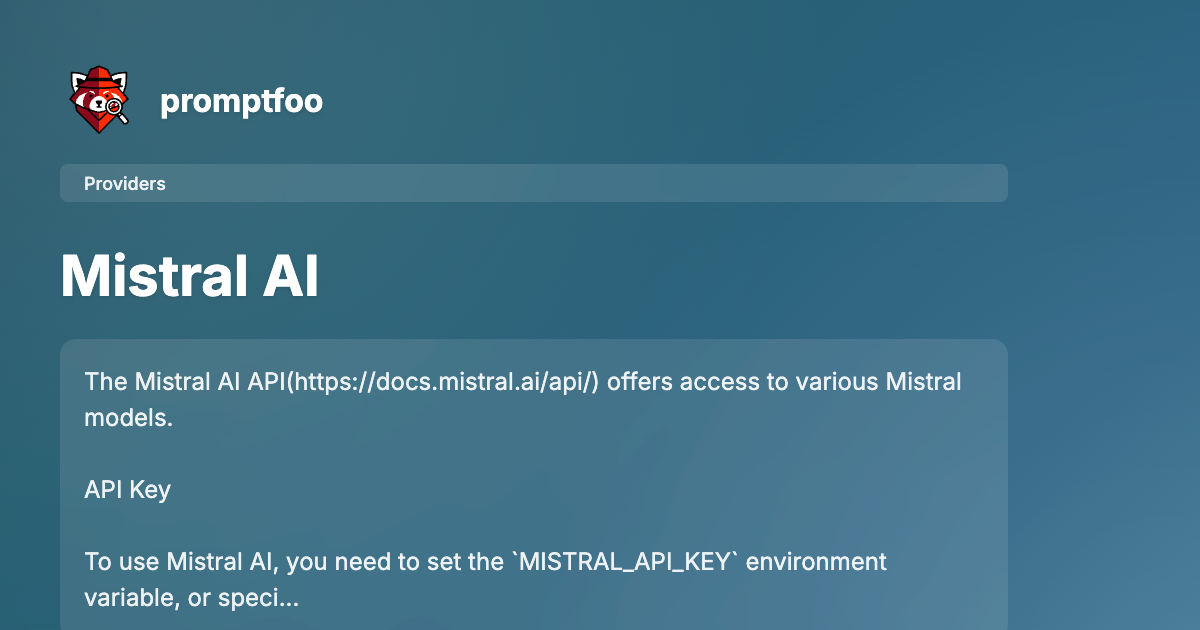 promptfoo
Providers
Mistral AI
The Mistral AI API(https://docs.mistral.ai/api/) offers access to various Mistral
models.
API Key
To use Mistral AI, you need to set the `MISTRAL_API_KEY` environment
variable, or speci...